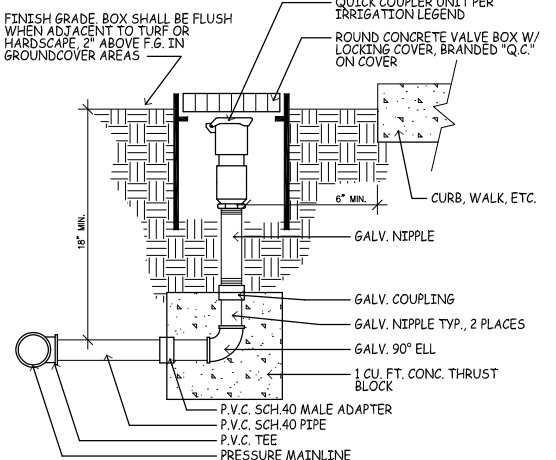 FINISH GRADE. BOX SHALL BE FLUSH
WHEN ADJACENT TO TURF OR
HARDSCAPE, 2" ABOVE F.G. IN
GROUNDCOVER AREAS
QUICK COUPLER UNIT PER
IRRIGATION LEGEND
ROUND CONCRETE VALVE BOX W/
LOCKING COVER, BRANDED "Q.C."
ON COVER
18" MIN.
6" MIN.
CURB, WALK, ETC.
GALV. NIPPLE
GALV. COUPLING
GALV. NIPPLE TYP., 2 PLACES
GALV. 90° ELL
1 CU. FT. CONC. THRUST
BLOCK
P.V.C. SCH.40 MALE ADAPTER
P.V.C. SCH.40 PIPE
P.V.C. TEE
PRESSURE MAINLINE